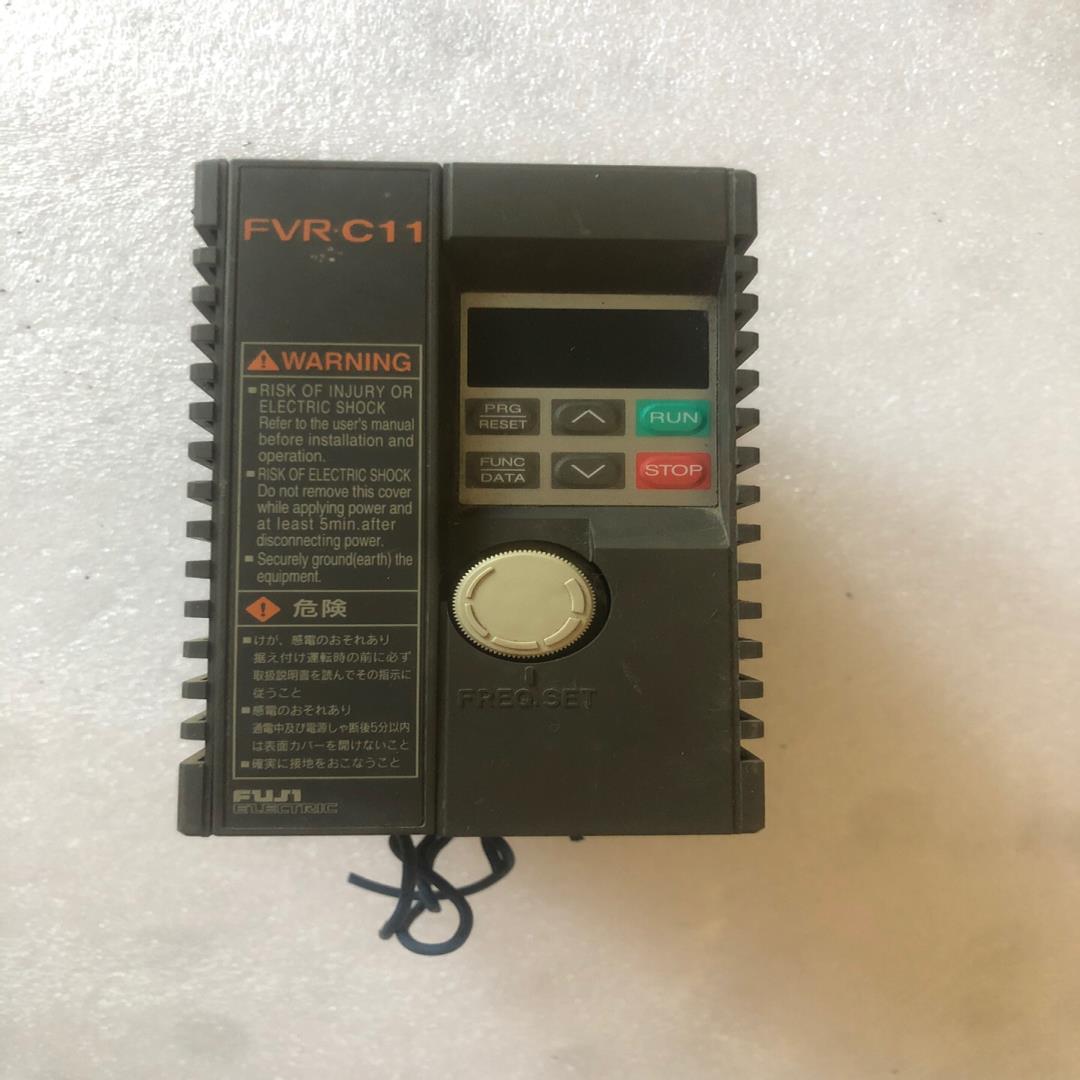 FVR·C11
WARNING
RISK OF INJURY OR
ELECTRIC SHOCK
Refer to the user's manual
before installation and
operation.
RISK OF ELECTRIC SHOCK
Do not remove this cover
while applying power and
at least 5min.after
disconnecting power.
Securely ground(earth) the
equipment.
危険
けが、感電のおそれあり
据え付け運転時の前に必ず
取扱説明書を読んでその指示に
従うこと
感電のおそれあり
通電中及び電源しゃ断後5分以内
は表面カバーを開けないこと
確実に接地をおこなうこと
FUJI
ELECTRIC
PRG
RESET
RUN
FUNC
DATA
STOP
FREQ.SET